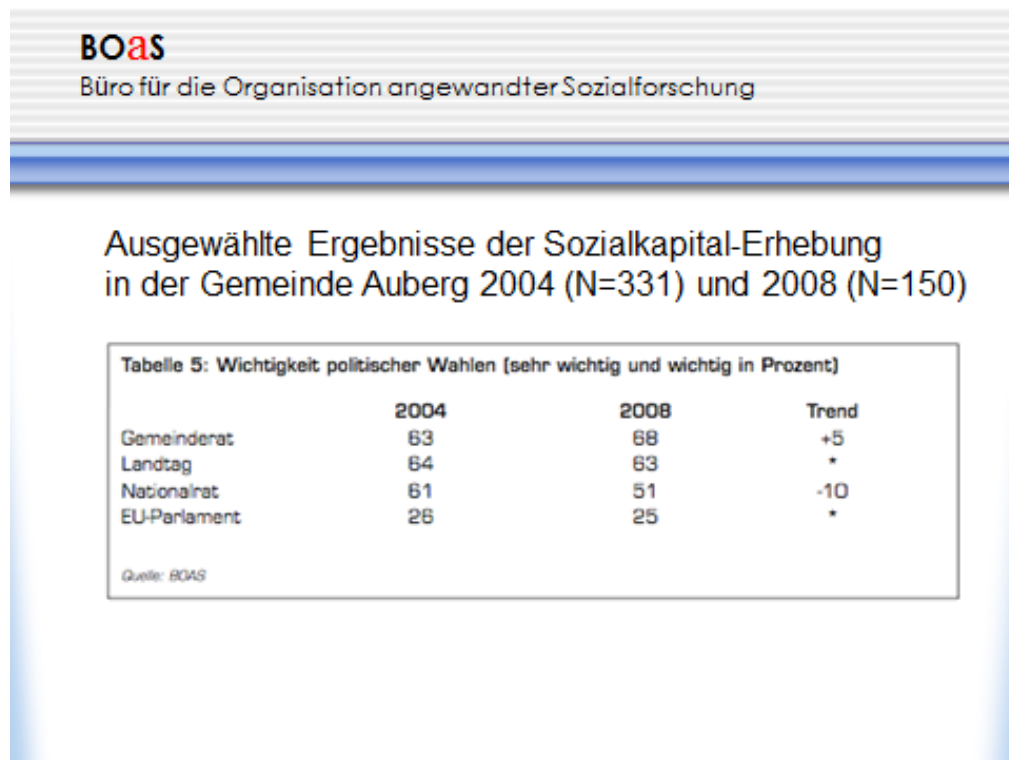 BOaS
Büro für die Organisation angewandter Sozialforschung
Ausgewählte Ergebnisse der Sozialkapital-Erhebung
in der Gemeinde Auberg 2004 (N=331) und 2008 (N=150)
Tabelle 5: Wichtigkeit politischer Wahlen (sehr wichtig und wichtig in Prozent)
2004 2008 Trend
Gemeinderat 63 68 +5
Landtag 64 63 *
Nationalrat 61 51 -10
EU-Parlament 26 25 *
Quelle: BOAS